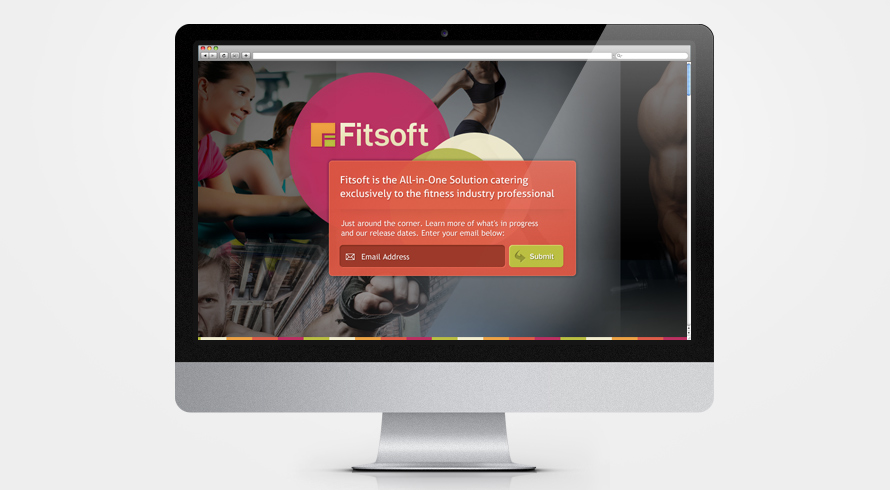 Fitsoft
Fitsoft is the All-in-One Solution catering
exclusively to the fitness industry professional
Just around the corner. Learn more of what's in progress
and our release dates. Enter your email below:
Email Address
Submit